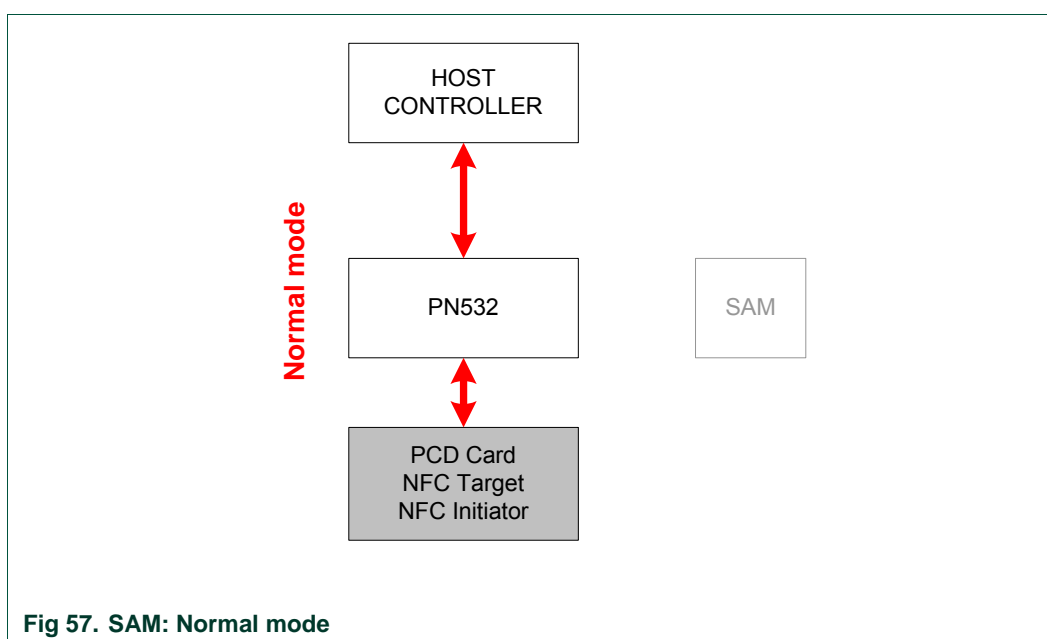 HOST
CONTROLLER
Normal mode
PN532
SAM
PCD Card
NFC Target
NFC Initiator
Fig 57. SAM: Normal mode